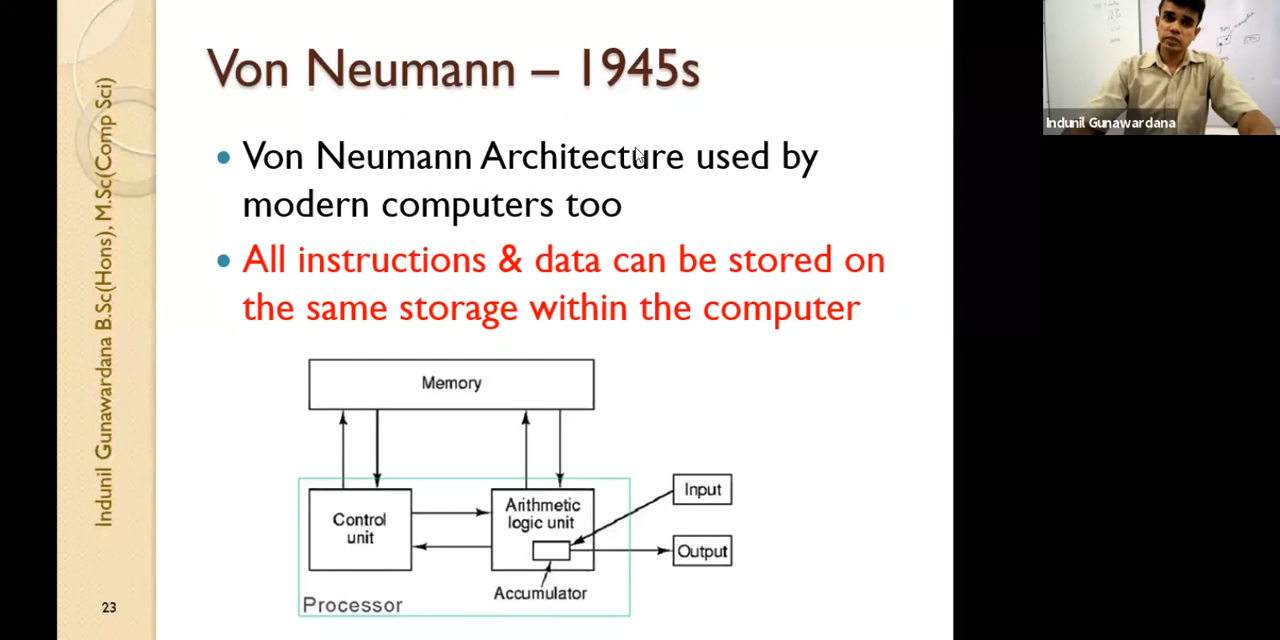 Von Neumann – 1945s
Von Neumann Architecture used by
modern computers too
All instructions & data can be stored on
the same storage within the computer
Memory
Control
unit
Arithmetic
logic unit
Input
Output
Accumulator
Processor
23
Indunil Gunawardana B.Sc(Hons), M.Sc(Comp Sci)
Indunil Gunawardana